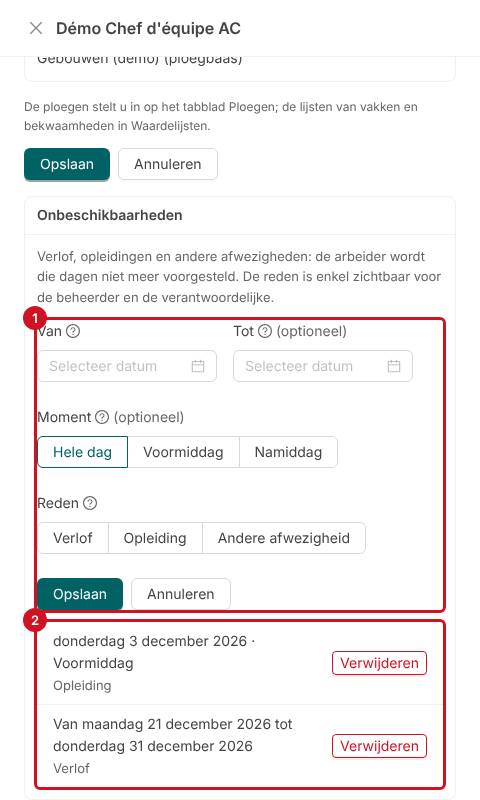 Démo Chef d'équipe AC
Gebouwen (demo) (ploegbaas)
De ploegen stelt u in op het tabblad Ploegen; de lijsten van vakken en
bekwaamheden in Waardelijsten.
Opslaan Annuleren
Onbeschikbaarheden
Verlof, opleidingen en andere afwezigheden: de arbeider wordt
die dagen niet meer voorgesteld. De reden is enkel zichtbaar voor
de beheerder en de verantwoordelijke.
1
Van Tot (optioneel)
Selecteer datum Selecteer datum
Moment (optioneel)
Hele dag Voormiddag Namiddag
Reden
Verlof Opleiding Andere afwezigheid
Opslaan Annuleren
2
donderdag 3 december 2026 ·
Voormiddag
Verwijderen
Opleiding
Van maandag 21 december 2026 tot
donderdag 31 december 2026
Verwijderen
Verlof